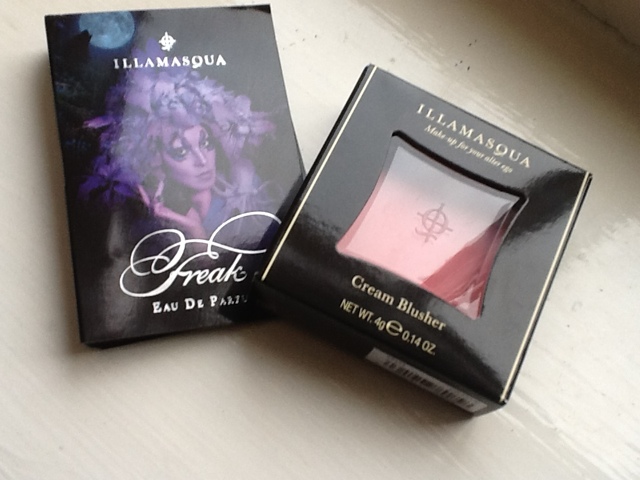 ILLAMASQUA
Freak
EAU DE PARFU
ILLAMASQUA
Make up for your alter ego
Cream Blusher
NET WT. 4g e 0.14 OZ.